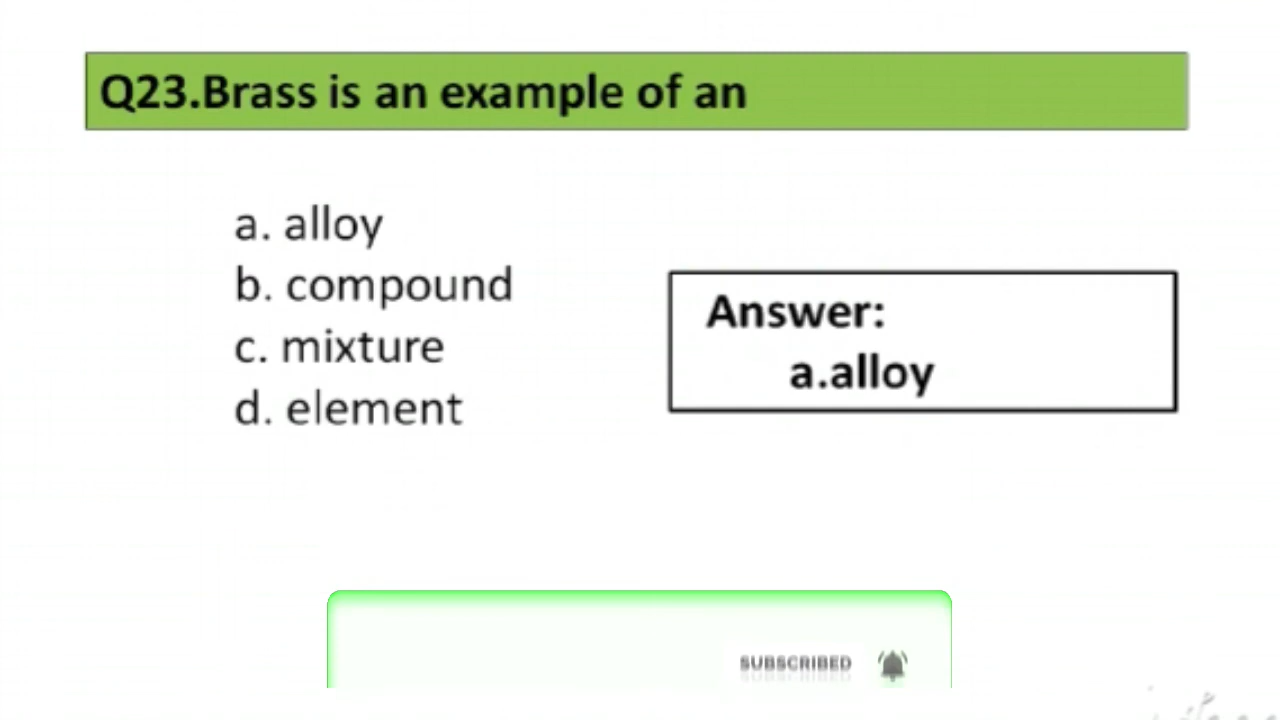 Q23.Brass is an example of an
a. alloy
b. compound
c. mixture
d. element
Answer:
a.alloy
SUBSCRIBED